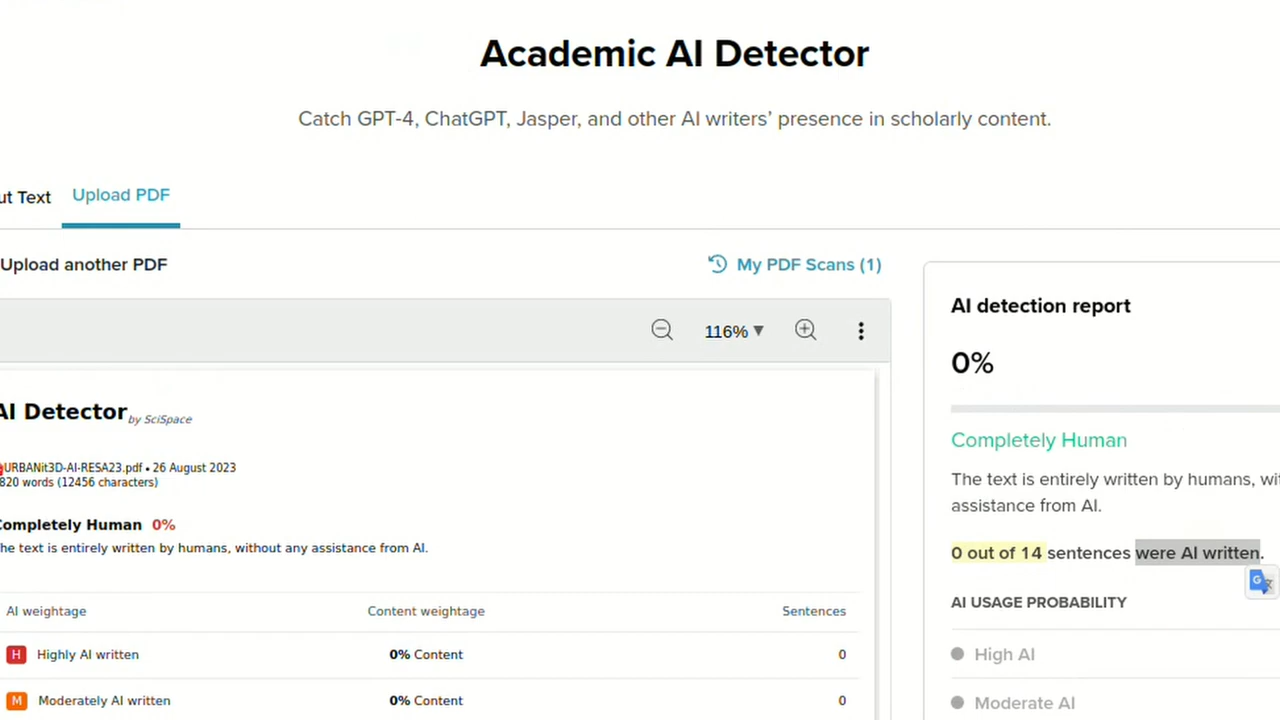 Academic AI Detector
Catch GPT-4, ChatGPT, Jasper, and other AI writers' presence in scholarly content.
ut Text
Upload PDF
Upload another PDF
My PDF Scans (1)
116%
AI Detector by SciSpace
URBANit3D-AI-RESA23.pdf • 26 August 2023
820 words (12456 characters)
Completely Human 0%
he text is entirely written by humans, without any assistance from AI.
AI weightage Content weightage Sentences
H Highly AI written 0% Content 0
M Moderately AI written 0% Content 0
AI detection report
0%
Completely Human
The text is entirely written by humans, wit
assistance from AI.
0 out of 14 sentences were AI written.
AI USAGE PROBABILITY
High AI
Moderate AI